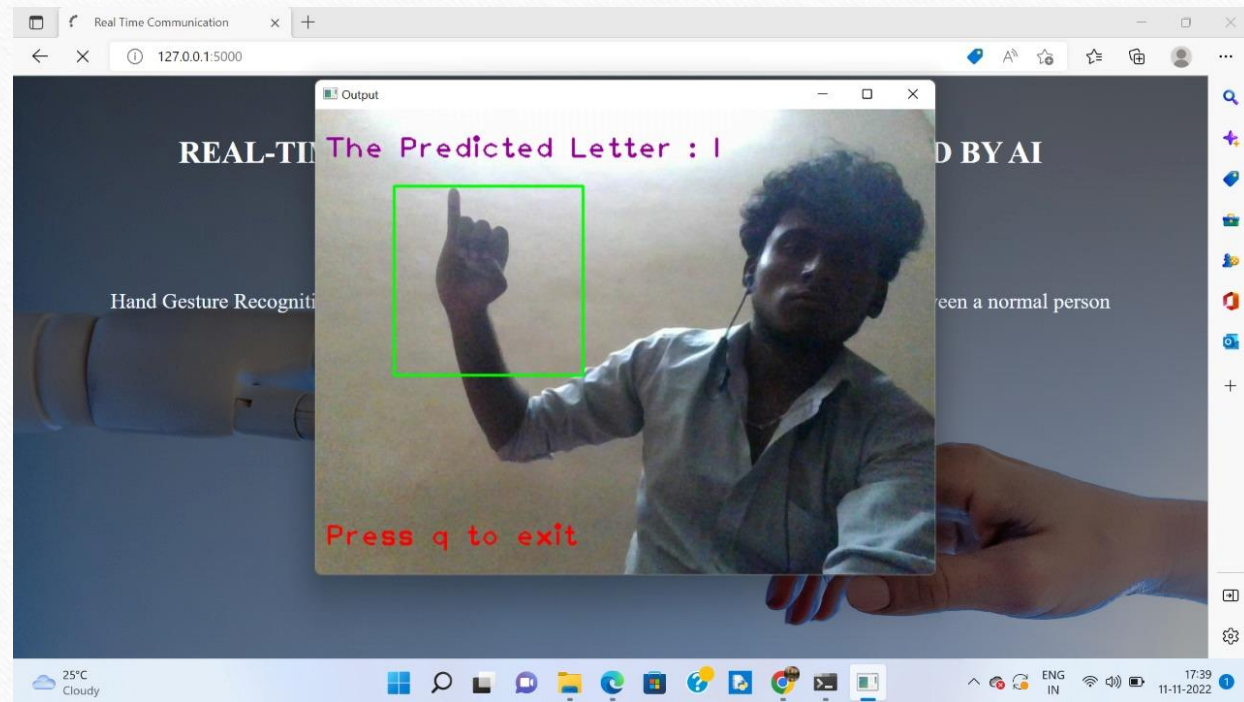 Real Time Communication
127.0.0.1:5000
Output
REAL-TI
D BY AI
The Predicted Letter : I
Hand Gesture Recogniti
een a normal person
Press q to exit
25°C
Cloudy
ENG
IN
17:39
11-11-2022
1